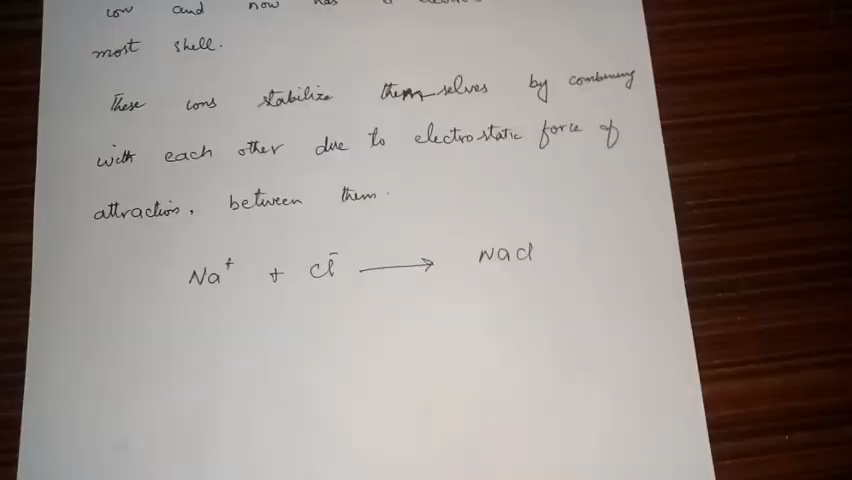 ion and now has 8
most shell.
These ions stabilize themselves by combining
with each other due to electrostatic force of
attraction, between them.
Na⁺ + Cl⁻ ⟶ NaCl